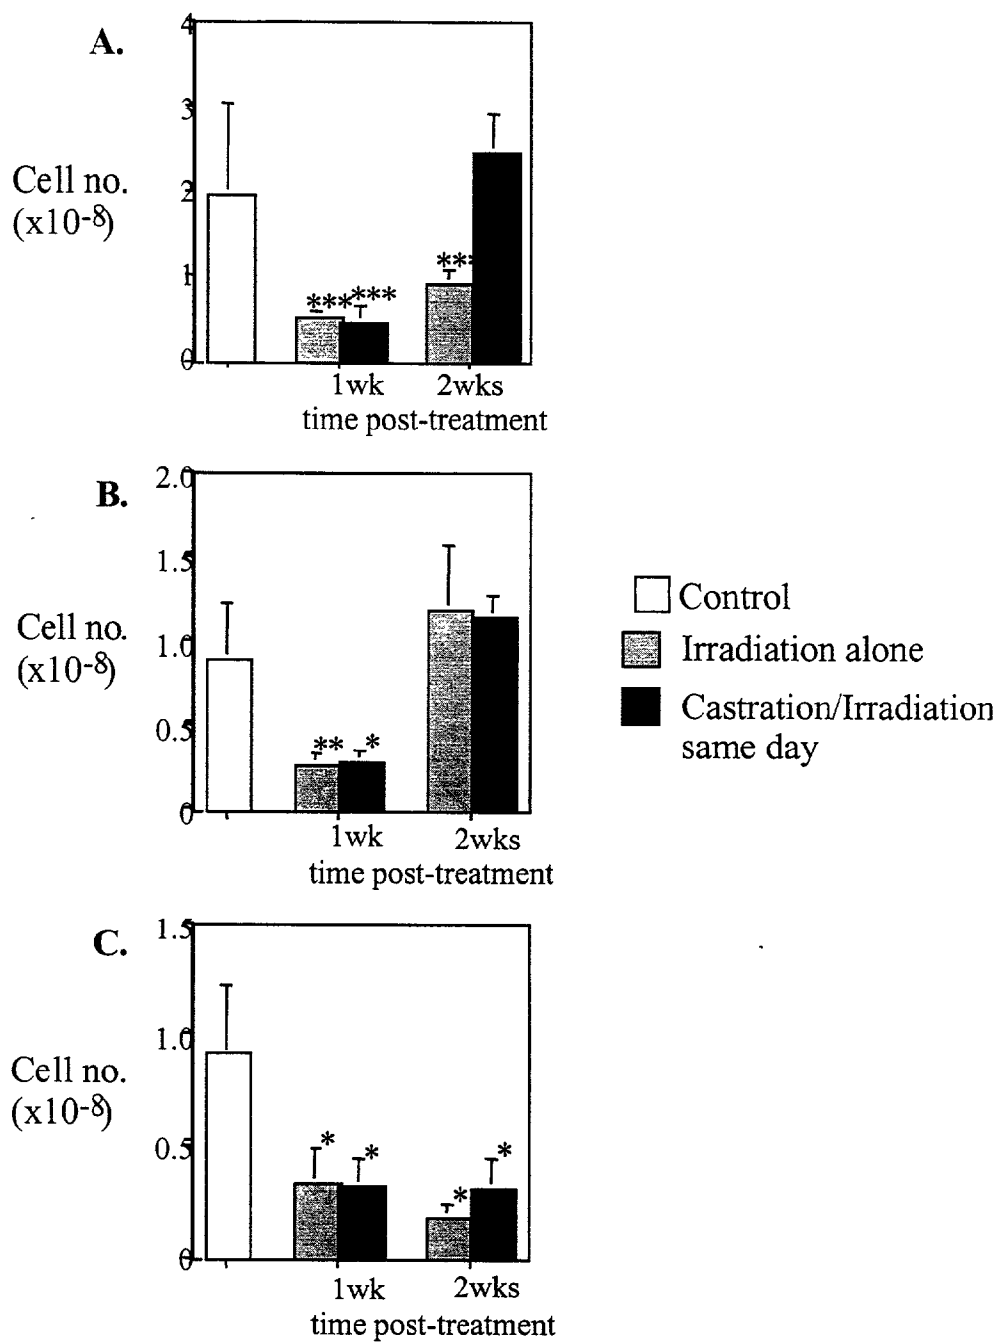 A.
4
3
2
1
0
Cell no.
(x10-8)
*** ***
***
1wk 2wks
time post-treatment
B.
2.0
1.5
1.0
0.5
0
Cell no.
(x10-8)
** *
1wk 2wks
time post-treatment
Control
Irradiation alone
Castration/Irradiation
same day
C.
1.5
1.0
0.5
0
Cell no.
(x10-8)
* * * *
1wk 2wks
time post-treatment